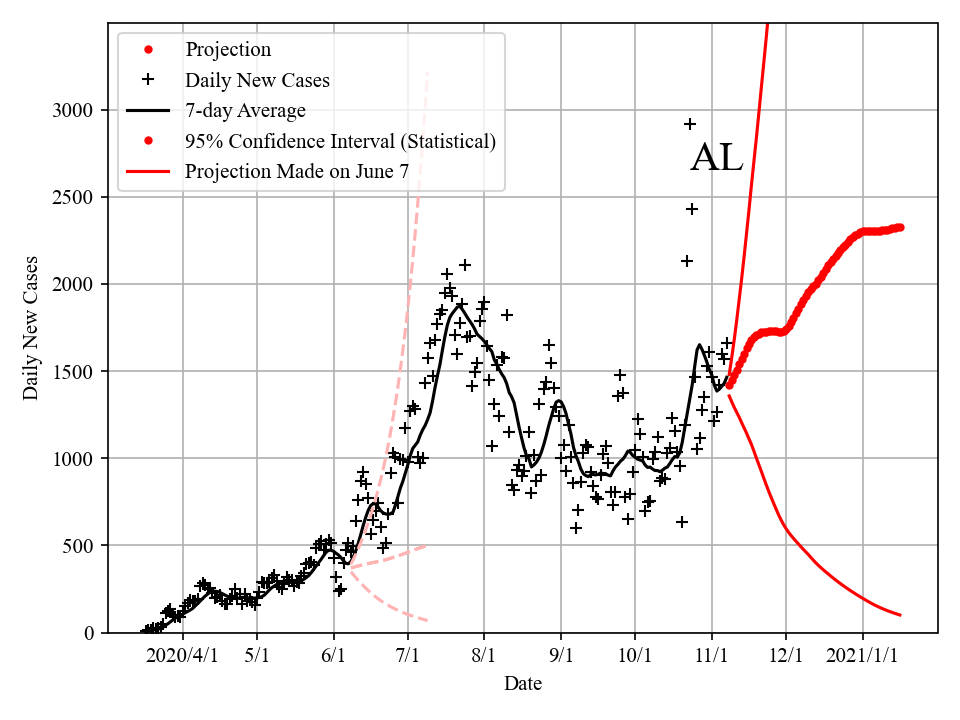 Projection
Daily New Cases
7-day Average
95% Confidence Interval (Statistical)
Projection Made on June 7
AL
3000
2500
2000
1500
1000
500
0
Daily New Cases
2020/4/1 5/1 6/1 7/1 8/1 9/1 10/1 11/1 12/1 2021/1/1
Date